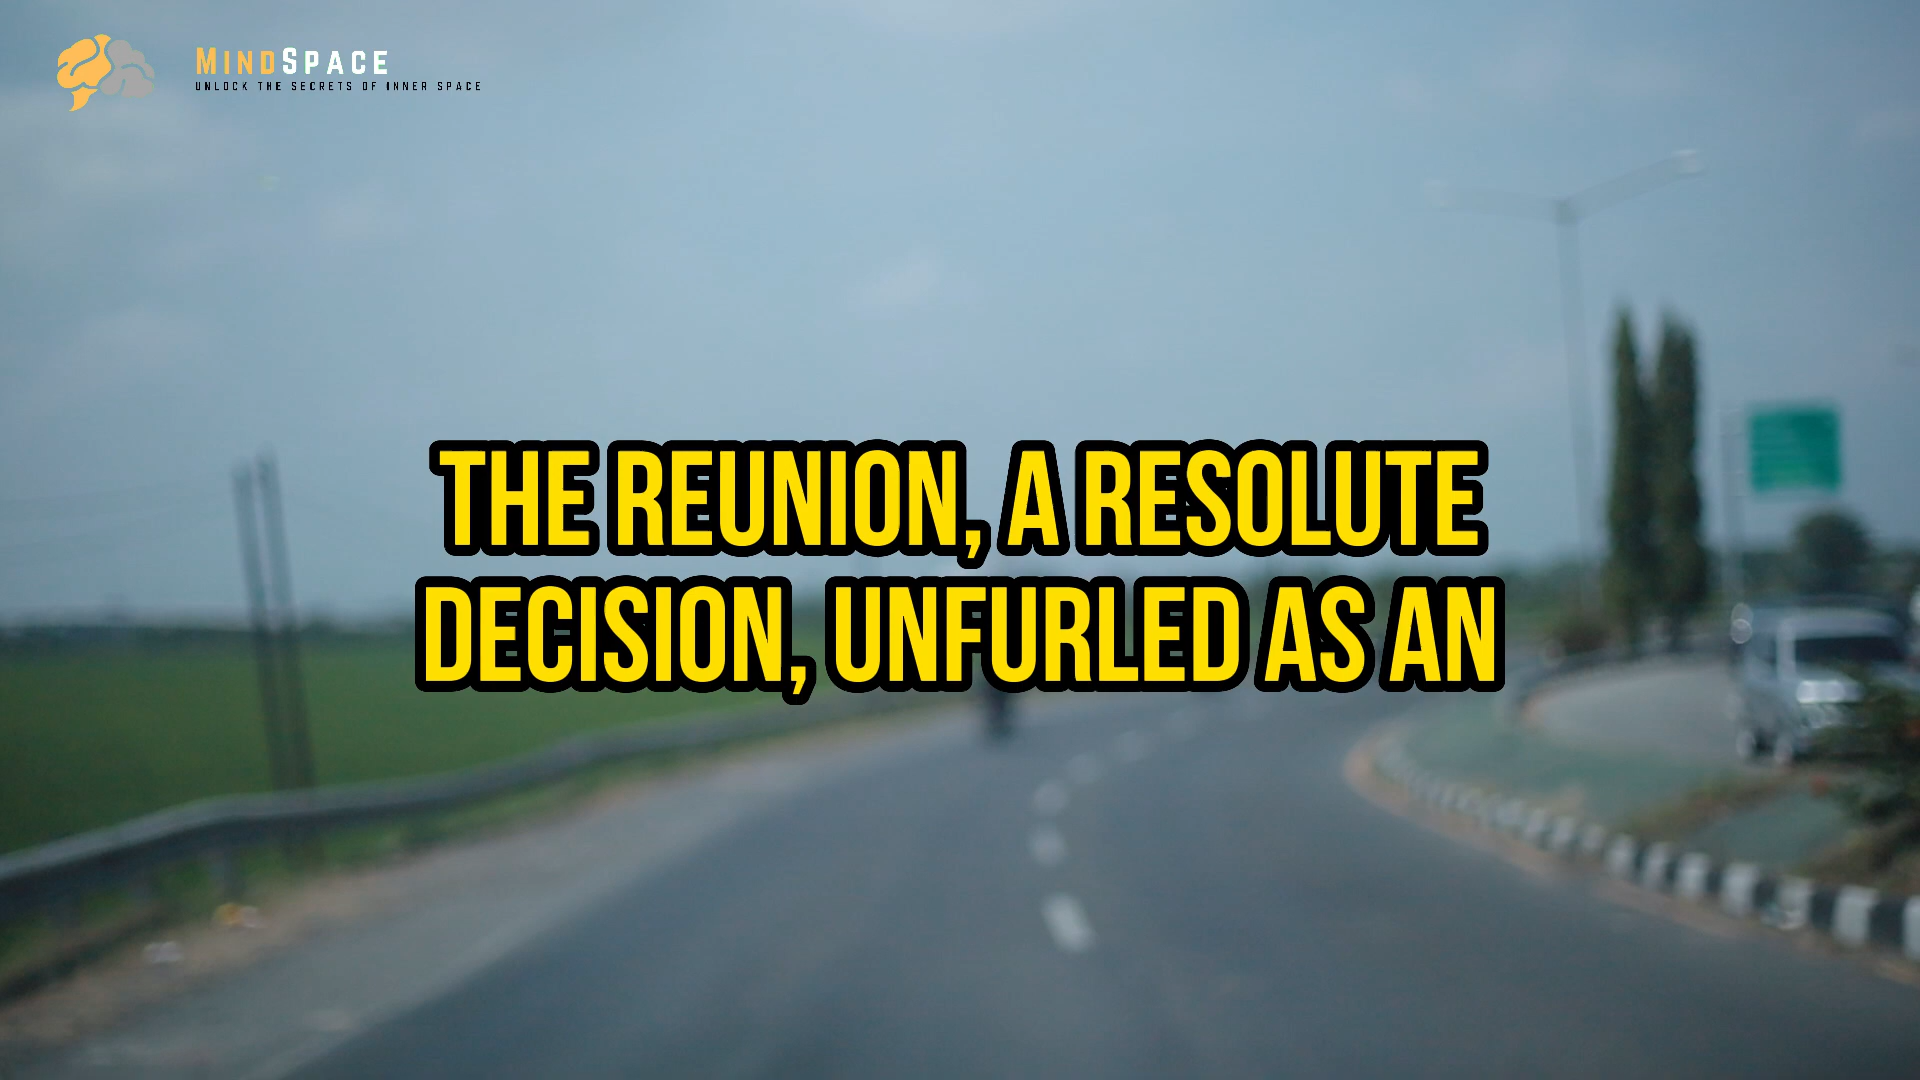 MINDSPACE
UNLOCK THE SECRETS OF INNER SPACE
THE REUNION, A RESOLUTE
DECISION, UNFURLED AS AN